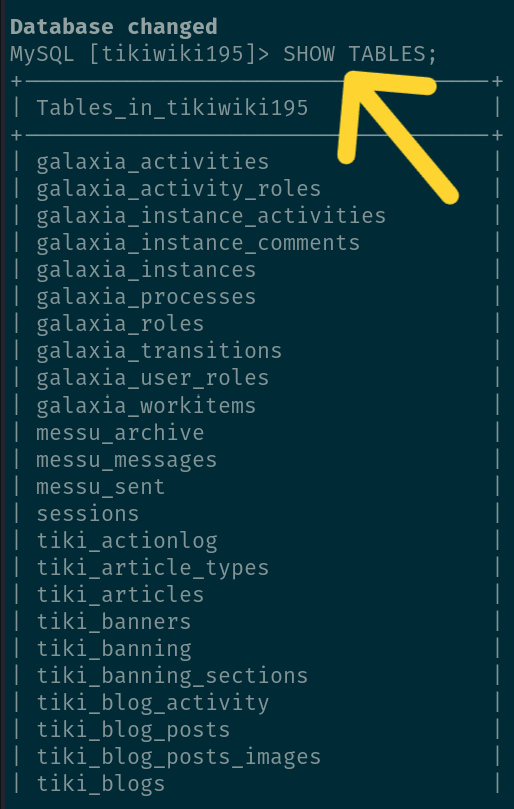 Database changed
MySQL [tikiwiki195]> SHOW TABLES;
+-----------------------------------+
| Tables_in_tikiwiki195 |
+-----------------------------------+
| galaxia_activities |
| galaxia_activity_roles |
| galaxia_instance_activities |
| galaxia_instance_comments |
| galaxia_instances |
| galaxia_processes |
| galaxia_roles |
| galaxia_transitions |
| galaxia_user_roles |
| galaxia_workitems |
| messu_archive |
| messu_messages |
| messu_sent |
| sessions |
| tiki_actionlog |
| tiki_article_types |
| tiki_articles |
| tiki_banners |
| tiki_banning |
| tiki_banning_sections |
| tiki_blog_activity |
| tiki_blog_posts |
| tiki_blog_posts_images |
| tiki_blogs |